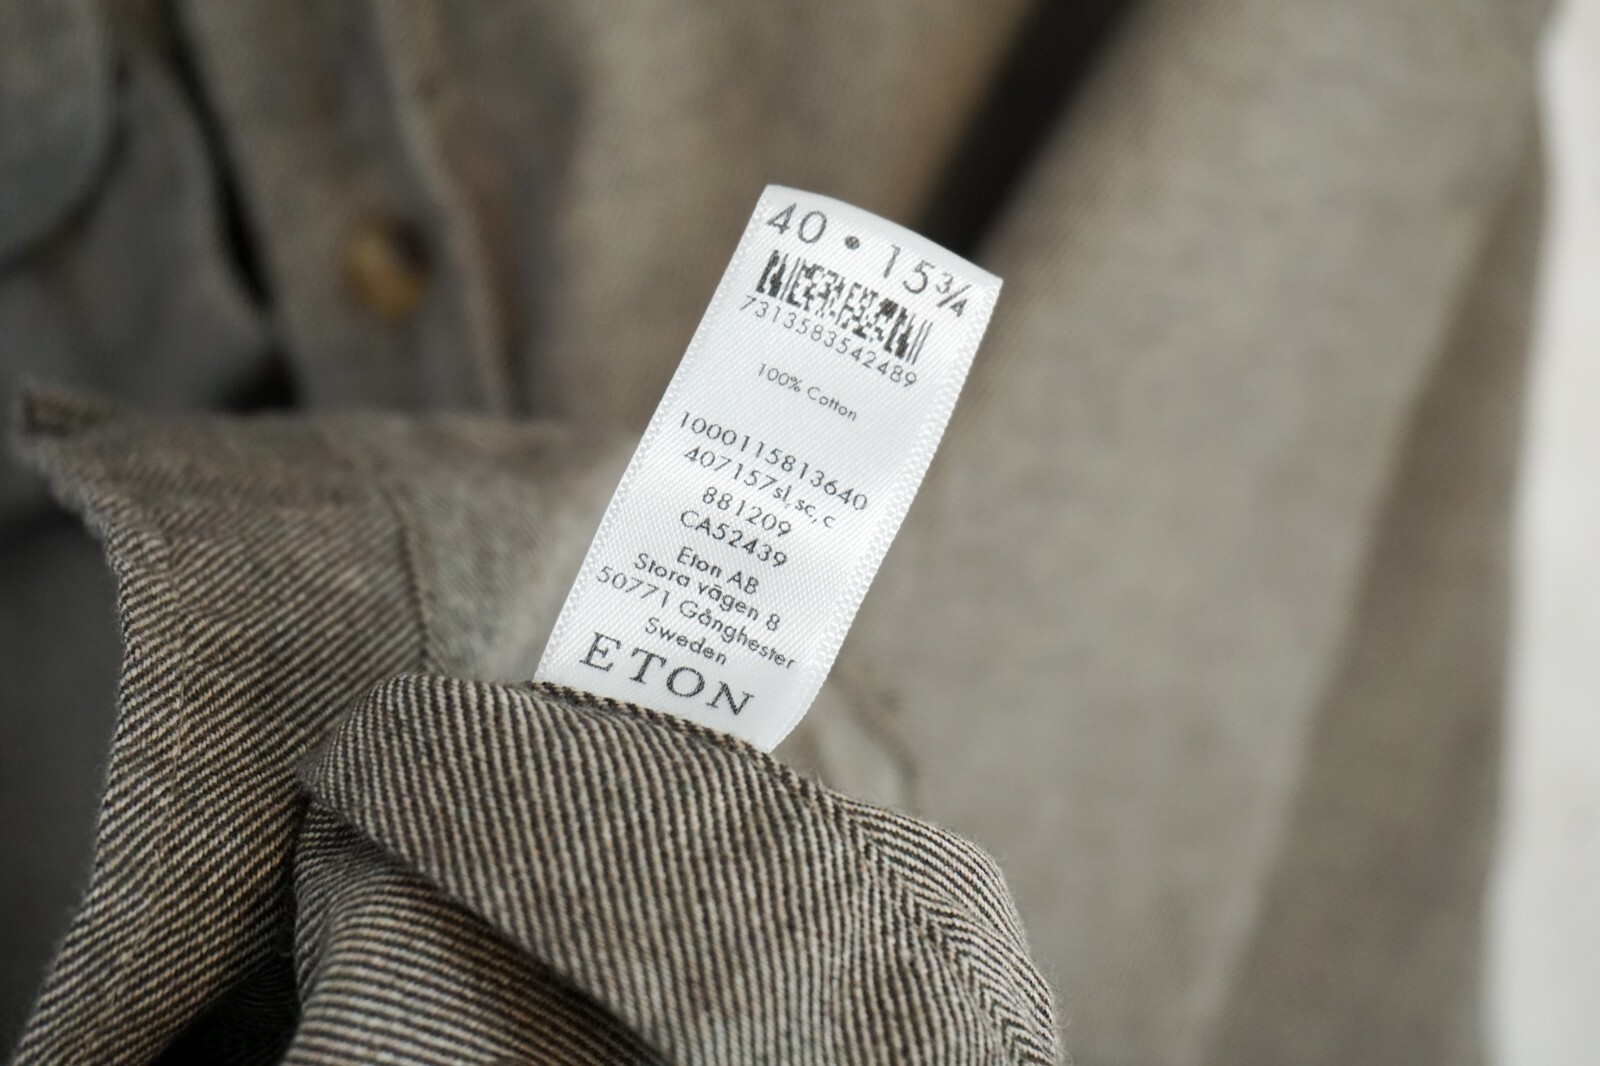 40 • 15¾
7313583542489
100% Cotton
1000115813640
407157sl,sc,c
881209
CA52439
Eton AB
Stora vägen 8
50771 Gånghester
Sweden
ETON